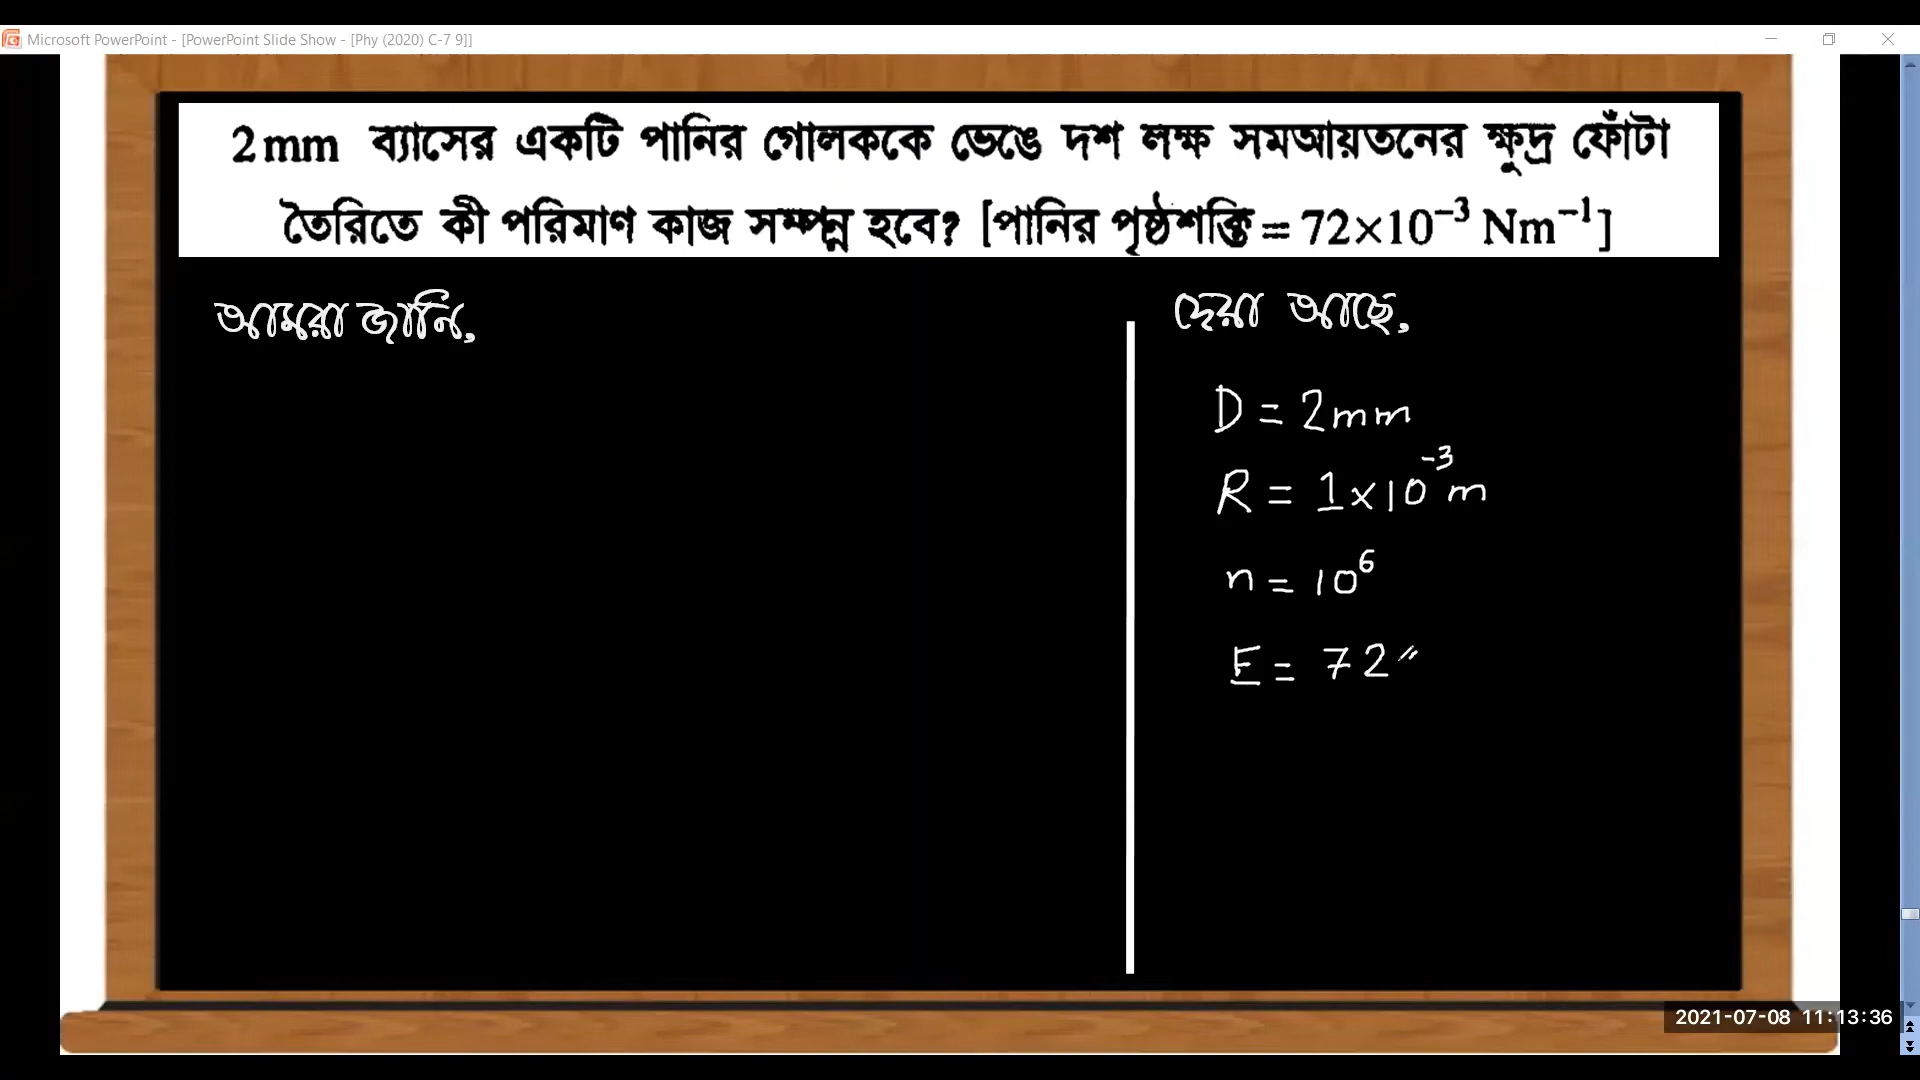 Microsoft PowerPoint - [PowerPoint Slide Show - [Phy (2020) C-7 9]]
2mm ব্যাসের একটি পানির গোলককে ভেঙে দশ লক্ষ সমআয়তনের ক্ষুদ্র ফোঁটা
তৈরিতে কী পরিমাণ কাজ সম্পন্ন হবে? [পানির পৃষ্ঠশক্তি = 72×10⁻³ Nm⁻¹]
আমরা জানি,
দেয়া আছে,
D = 2mm
R = 1×10⁻³ m
n = 10⁶
E = 72〃
2021-07-08 11:13:36